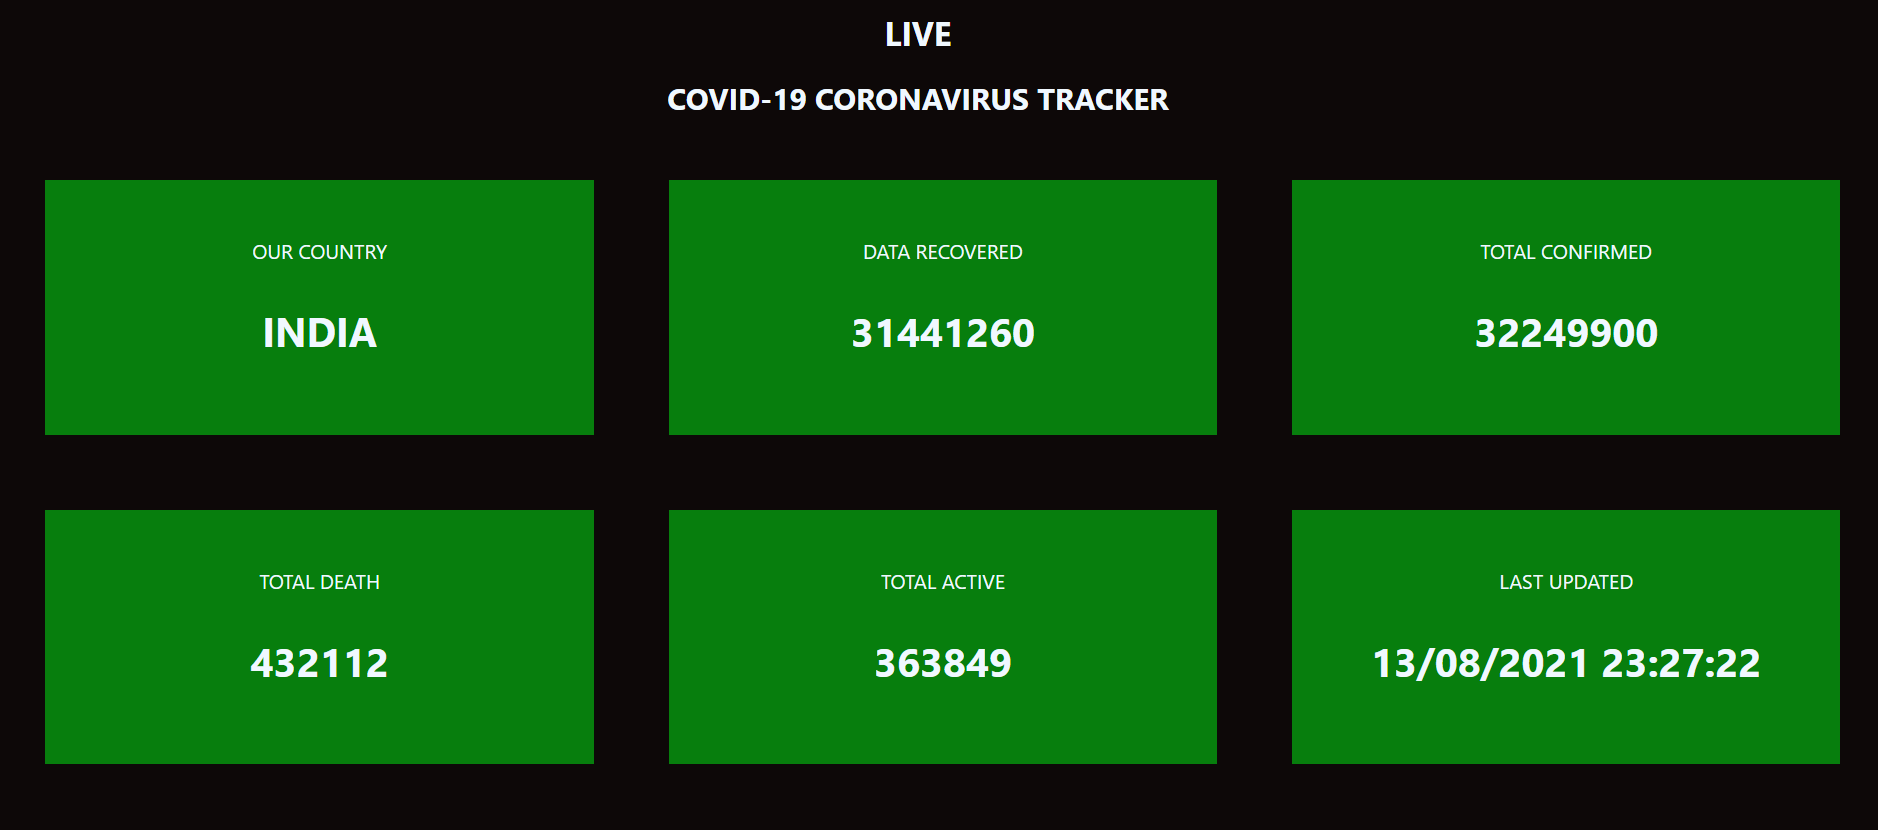 LIVE
COVID-19 CORONAVIRUS TRACKER
OUR COUNTRY
INDIA
DATA RECOVERED
31441260
TOTAL CONFIRMED
32249900
TOTAL DEATH
432112
TOTAL ACTIVE
363849
LAST UPDATED
13/08/2021 23:27:22